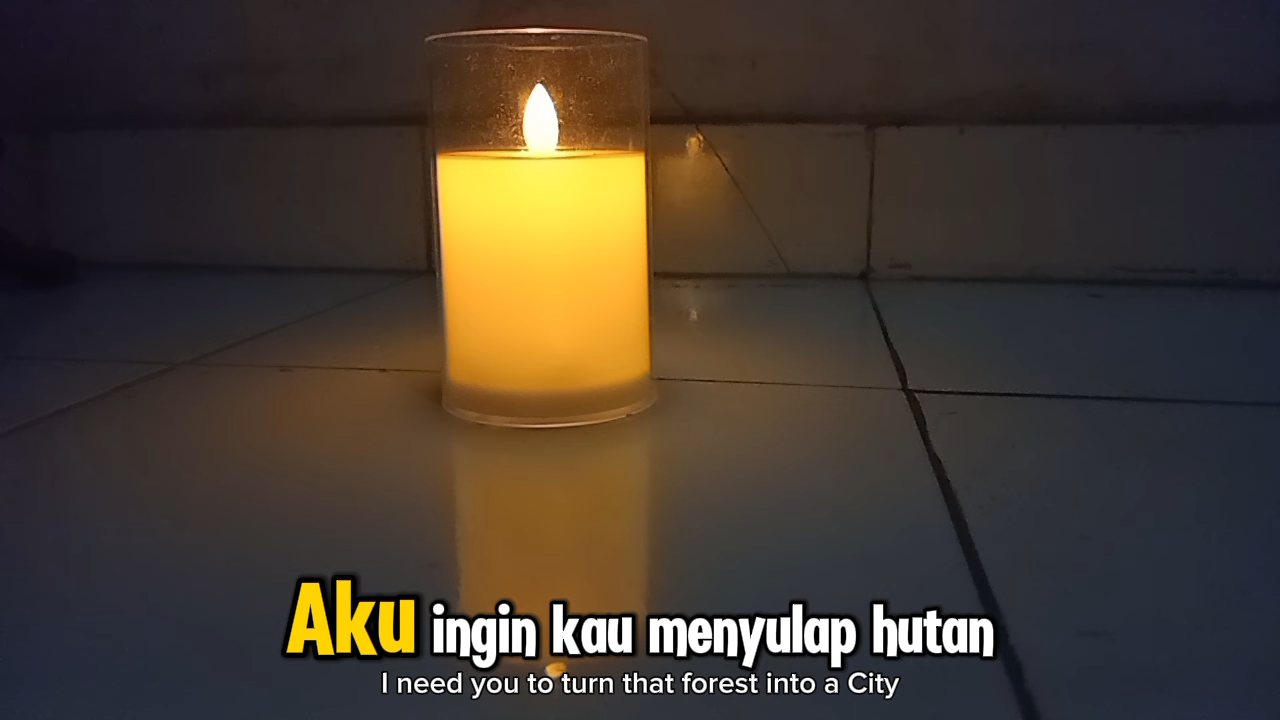 Aku ingin kau menyulap hutan
I need you to turn that forest into a City